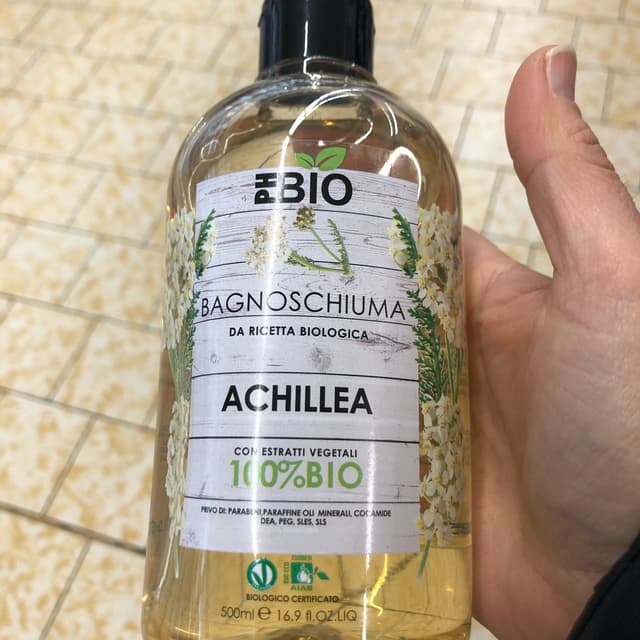 PH BIO
BAGNOSCHIUMA
DA RICETTA BIOLOGICA
ACHILLEA
CON ESTRATTI VEGETALI
100%BIO
PRIVO DI: PARABENI, PARAFFINE OLI MINERALI, COCAMIDE
DEA, PEG, SLES, SLS
AIAB
BIOLOGICO CERTIFICATO
500ml e 16.9 fl.OZ.LIQ